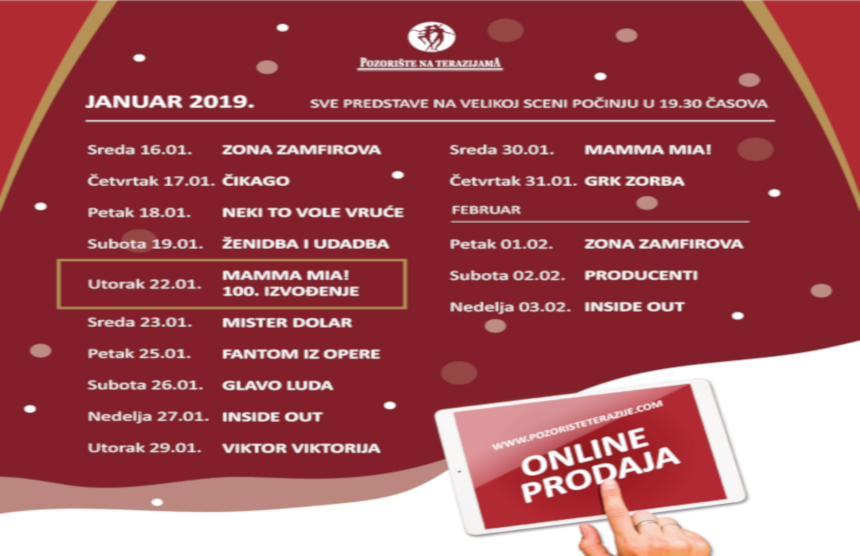 POZORIŠTE NA TERAZIJAMA
JANUAR 2019.
SVE PREDSTAVE NA VELIKOJ SCENI POČINJU U 19.30 ČASOVA
Sreda 16.01. ZONA ZAMFIROVA
Četvrtak 17.01. ČIKAGO
Petak 18.01. NEKI TO VOLE VRUĆE
Subota 19.01. ŽENIDBA I UDADBA
Utorak 22.01. MAMMA MIA!
100. IZVOĐENJE
Sreda 23.01. MISTER DOLAR
Petak 25.01. FANTOM IZ OPERE
Subota 26.01. GLAVO LUDA
Nedelja 27.01. INSIDE OUT
Utorak 29.01. VIKTOR VIKTORIJA
Sreda 30.01. MAMMA MIA!
Četvrtak 31.01. GRK ZORBA
FEBRUAR
Petak 01.02. ZONA ZAMFIROVA
Subota 02.02. PRODUCENTI
Nedelja 03.02. INSIDE OUT
WWW.POZORISTETERAZIJE.COM
ONLINE
PRODAJA